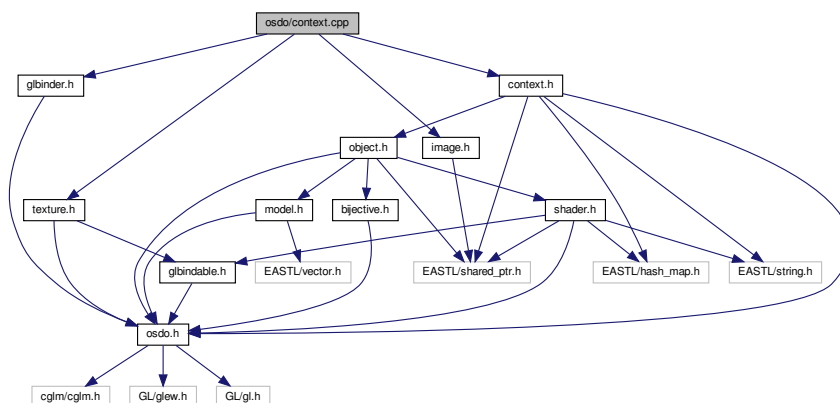 osdo/context.cpp
glbinder.h
context.h
object.h
image.h
texture.h
model.h
bijective.h
shader.h
glbindable.h
EASTL/vector.h
EASTL/shared_ptr.h
EASTL/hash_map.h
EASTL/string.h
osdo.h
cglm/cglm.h
GL/glew.h
GL/gl.h